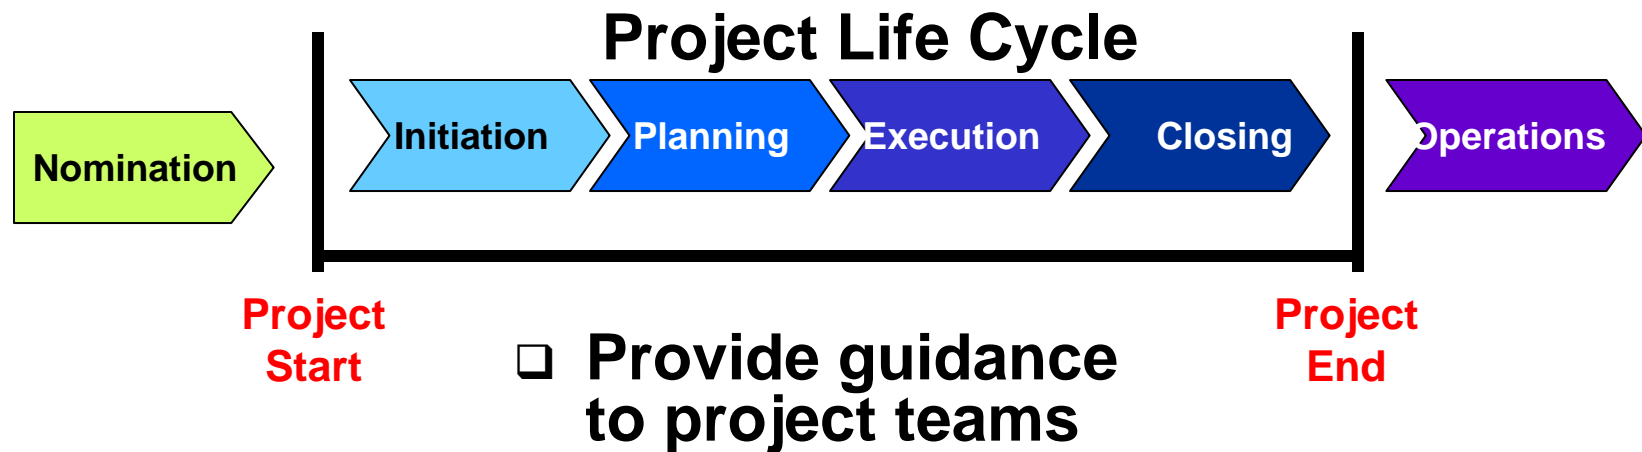 Project Life Cycle
Nomination
Initiation
Planning
Execution
Closing
Operations
Project
Start
Project
End
❑ Provide guidance
to project teams